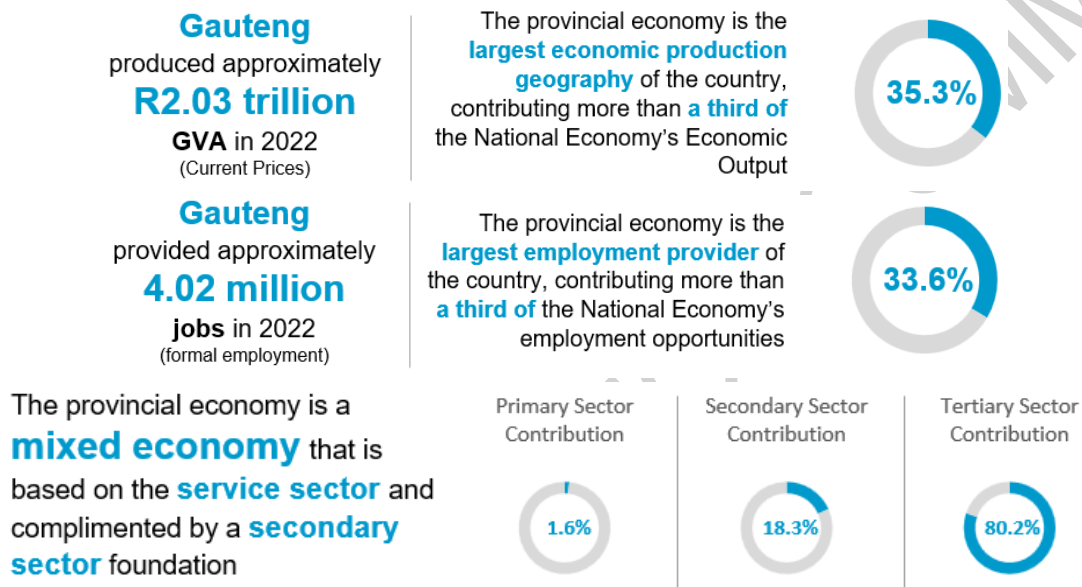 Gauteng
produced approximately
R2.03 trillion
GVA in 2022
(Current Prices)
The provincial economy is the
largest economic production
geography of the country,
contributing more than a third of
the National Economy's Economic
Output
35.3%
Gauteng
provided approximately
4.02 million
jobs in 2022
(formal employment)
The provincial economy is the
largest employment provider of
the country, contributing more than
a third of the National Economy's
employment opportunities
33.6%
The provincial economy is a
mixed economy that is
based on the service sector and
complimented by a secondary
sector foundation
Primary Sector
Contribution
1.6%
Secondary Sector
Contribution
18.3%
Tertiary Sector
Contribution
80.2%